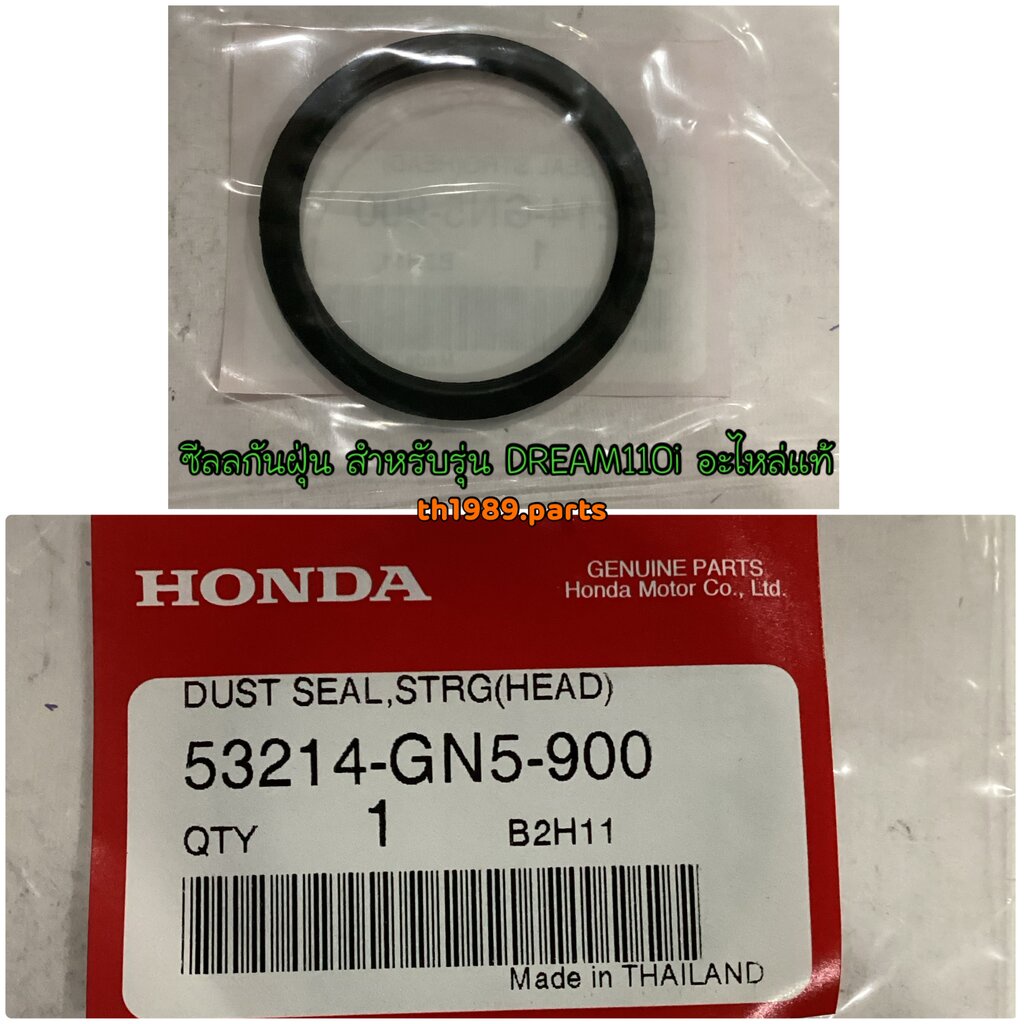 ซีลลกันฝุ่น สำหรับรุ่น DREAM110i อะไหล่แท้
th1989.parts
HONDA
GENUINE PARTS
Honda Motor Co., Ltd.
DUST SEAL,STRG(HEAD)
53214-GN5-900
QTY 1 B2H11
Made in THAILAND